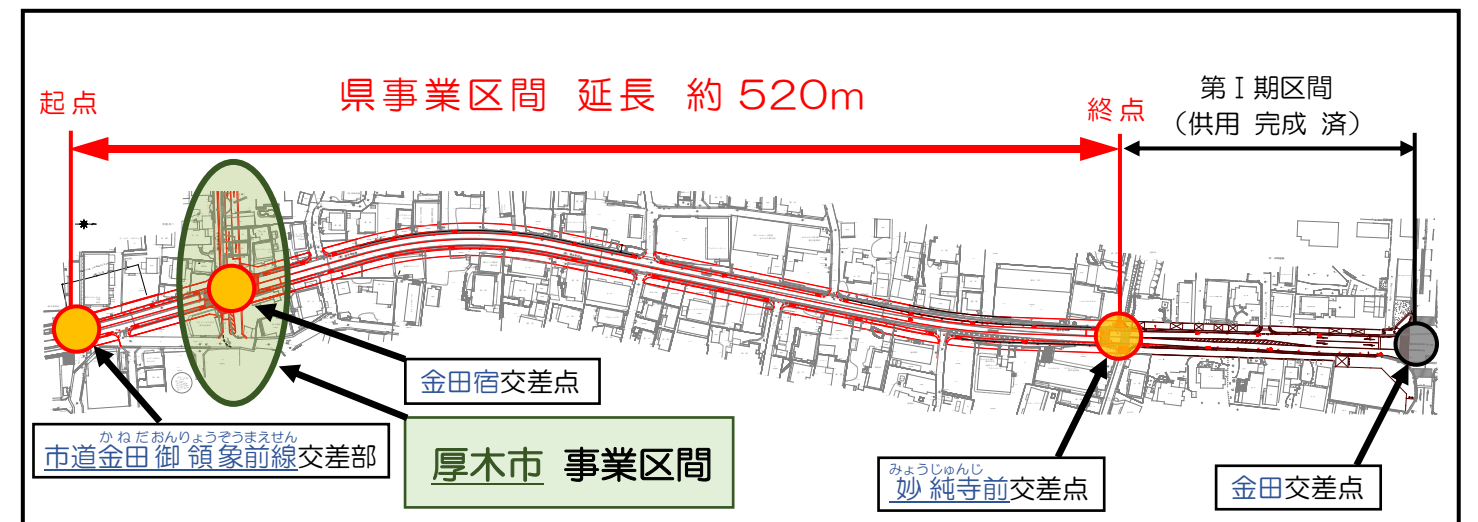 県事業区間 延長 約 520m
起点
終点
第Ⅰ期区間
（供用 完成 済）
金田宿交差点
かねだおんりょうぞうまえせん
市道金田御領象前線交差部
厚木市 事業区間
みょうじゅんじ
妙純寺前交差点
金田交差点